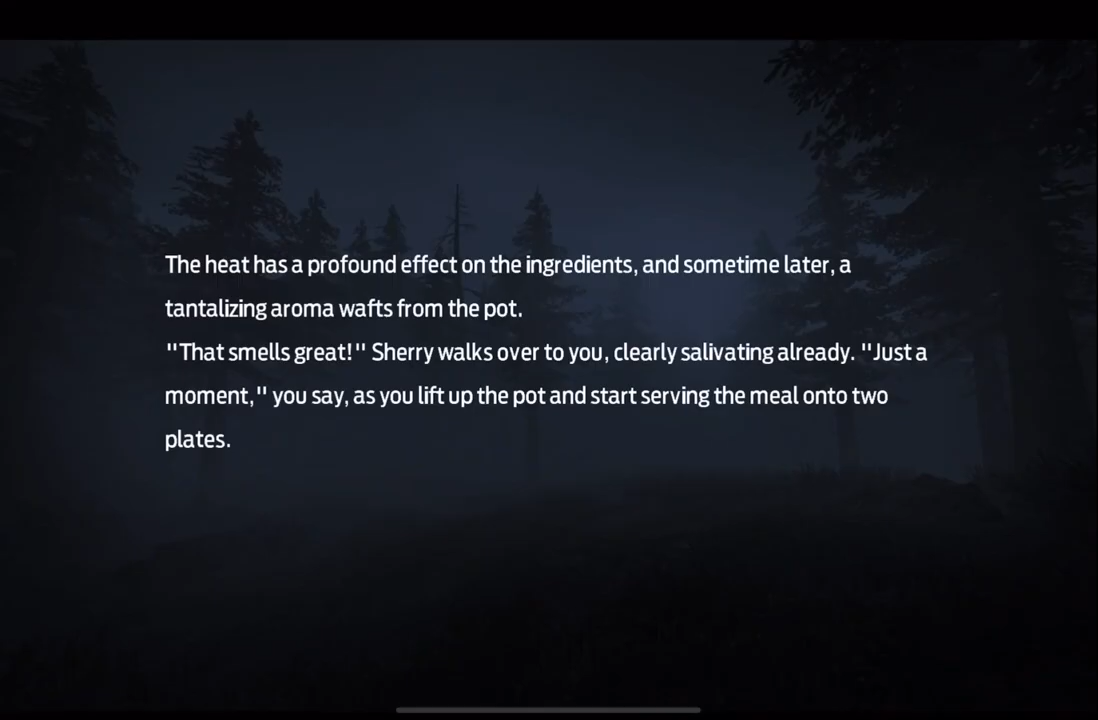 The heat has a profound effect on the ingredients, and sometime later, a
tantalizing aroma wafts from the pot.
"That smells great!" Sherry walks over to you, clearly salivating already. "Just a
moment," you say, as you lift up the pot and start serving the meal onto two
plates.